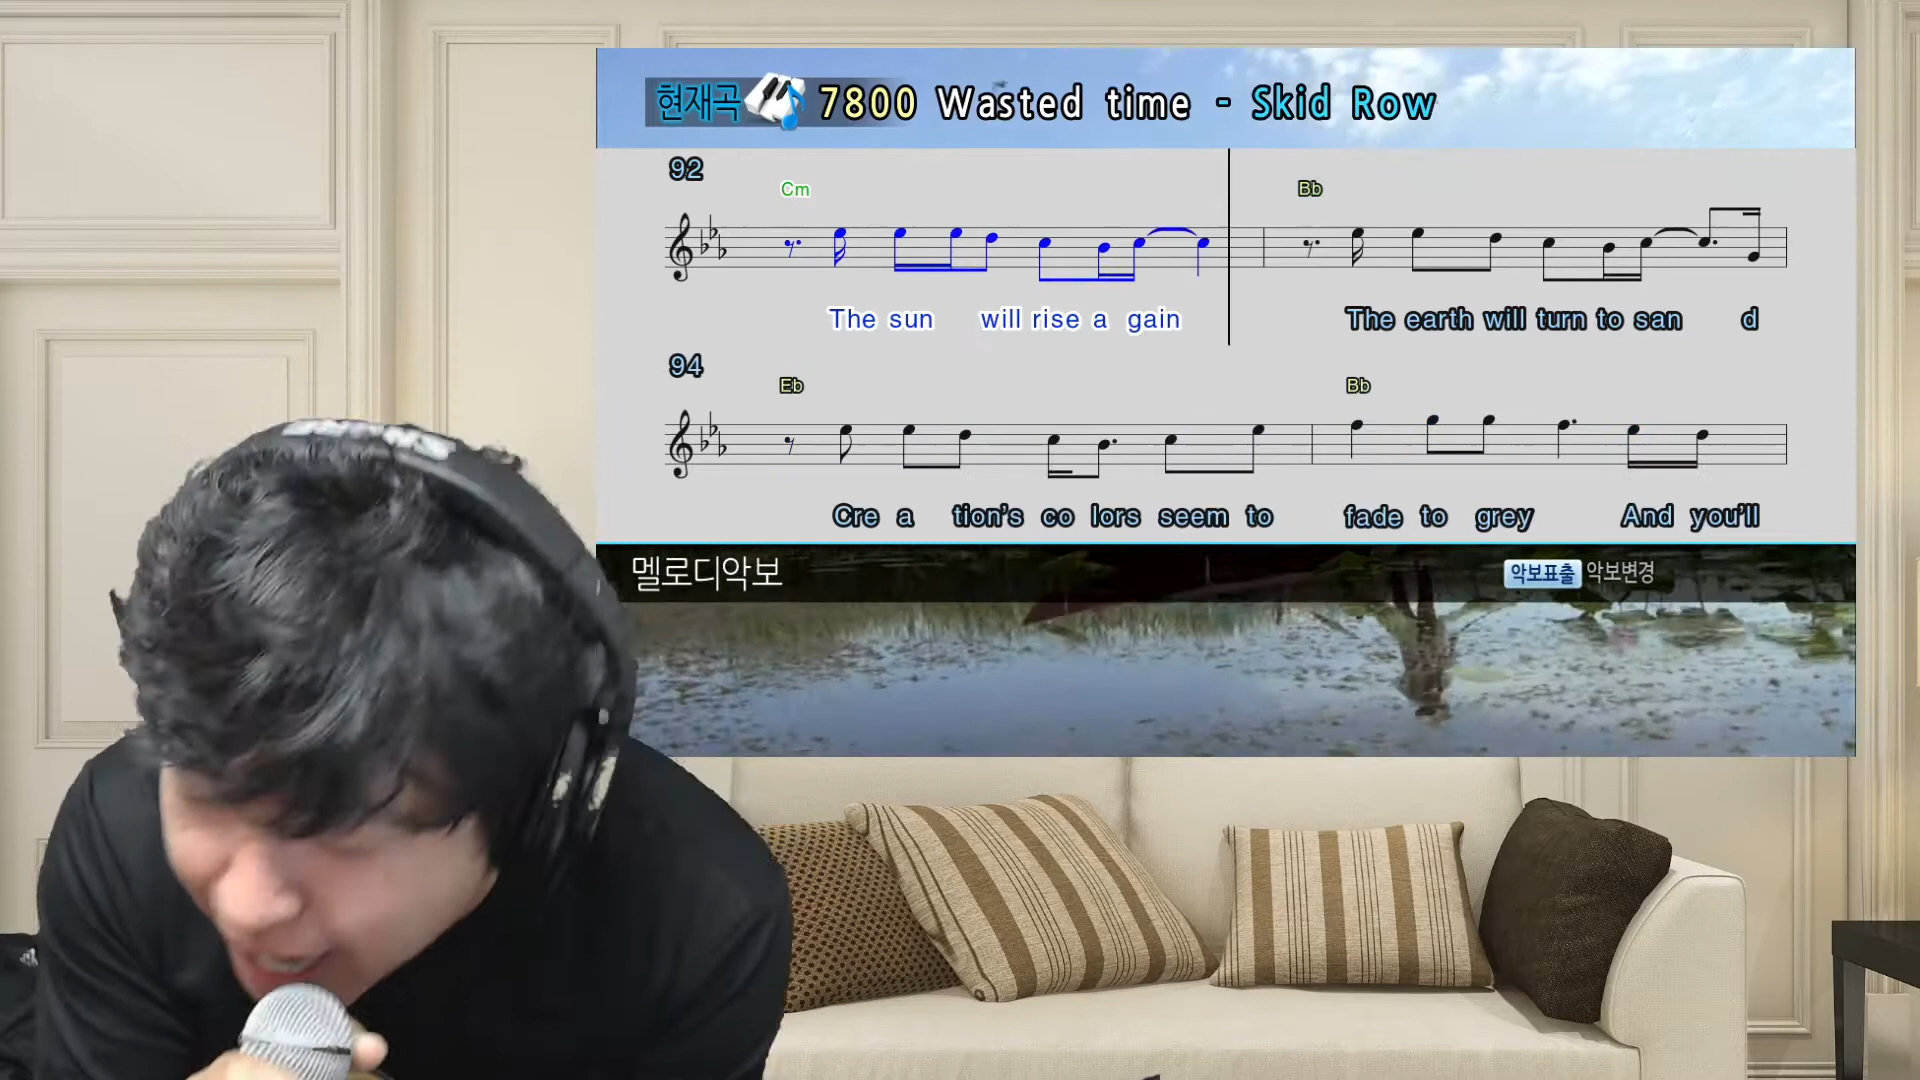 현재곡 7800 Wasted time - Skid Row
92
Cm Bb
The sun will rise a gain The earth will turn to san d
94
Eb Bb
Cre a tion's co lors seem to fade to grey And you'll
멜로디악보 악보표출 악보변경